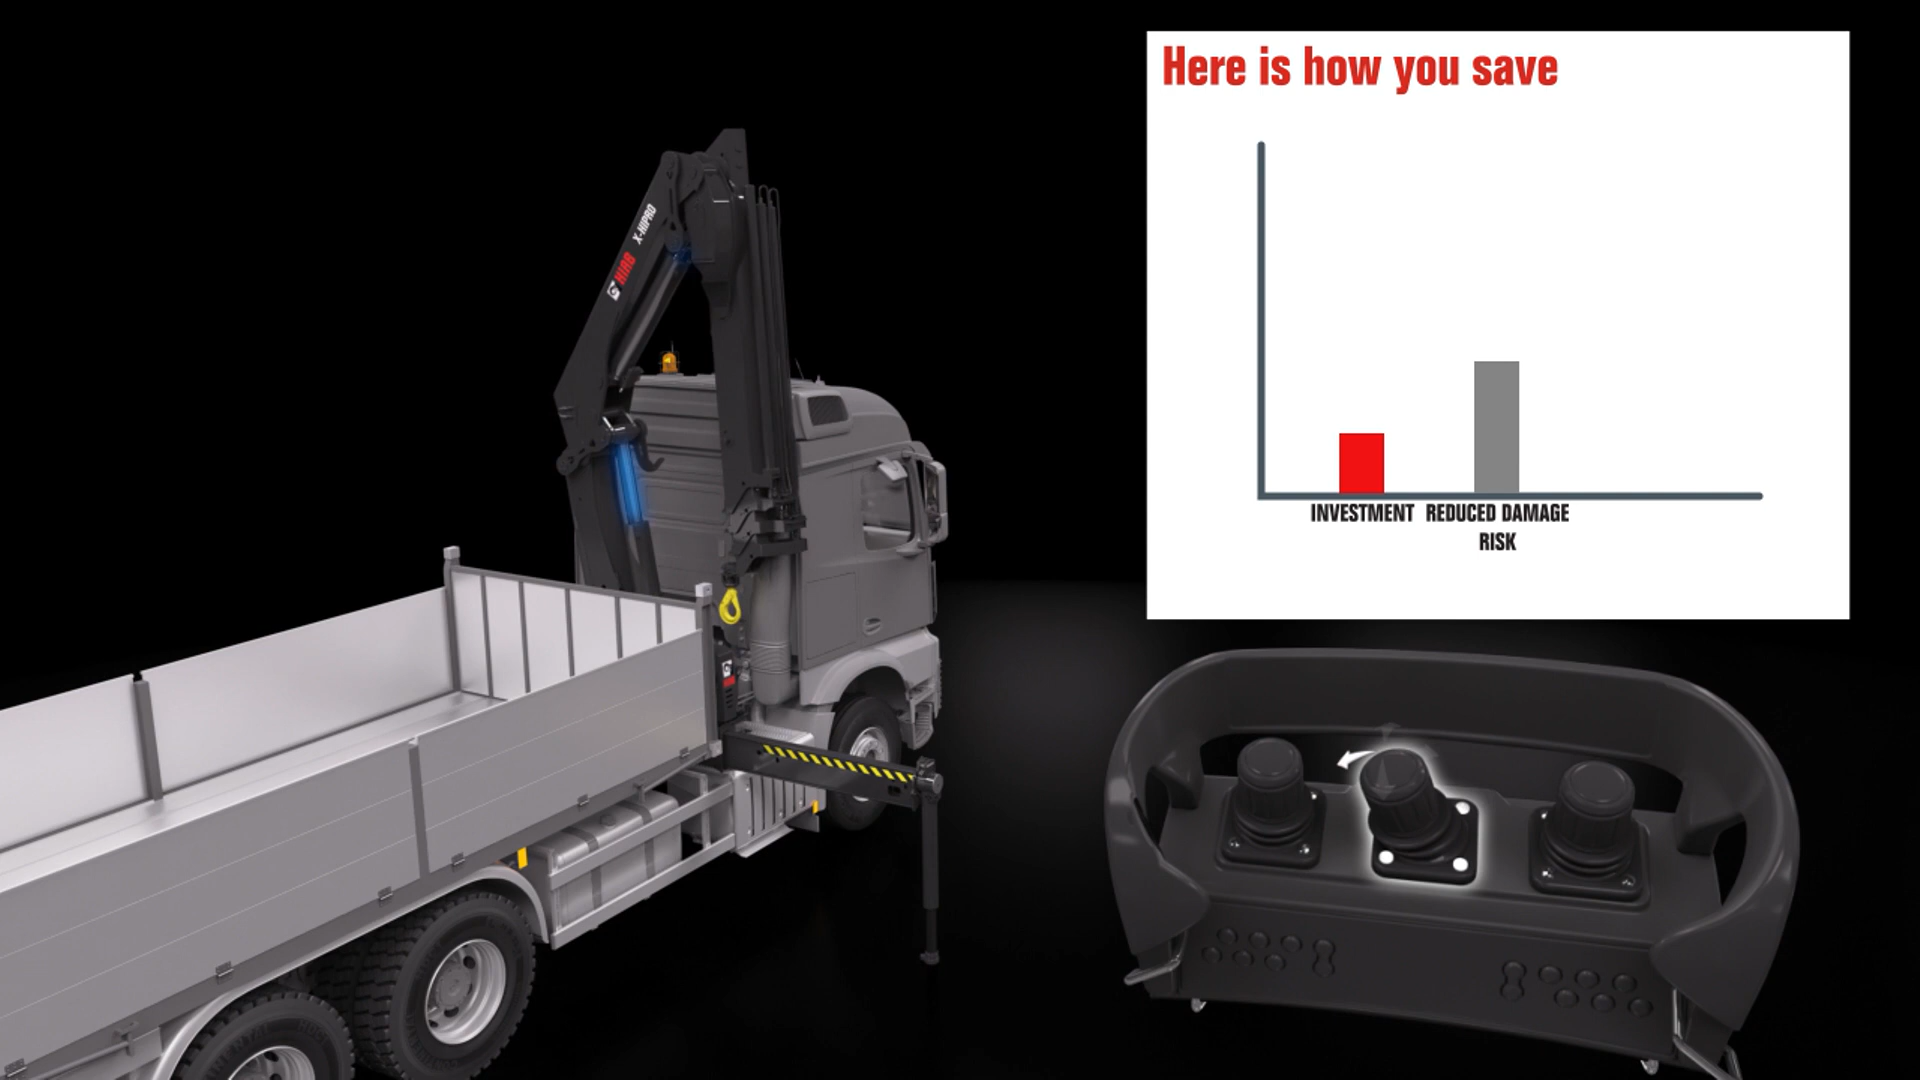 Here is how you save
X-HIPRO
HIAB
INVESTMENT REDUCED DAMAGE
RISK